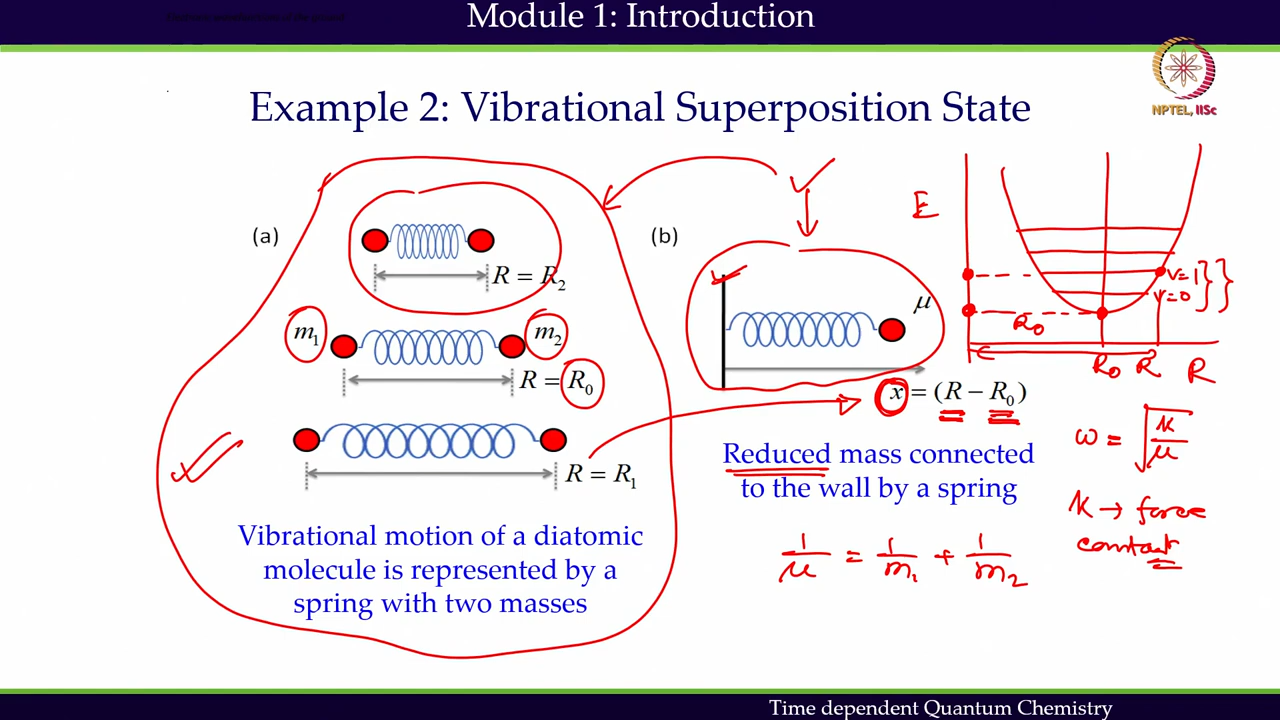 Module 1: Introduction
NPTEL, IISc
Example 2: Vibrational Superposition State
(a)
R = R₂
m₁
m₂
R = R₀
R = R₁
Vibrational motion of a diatomic
molecule is represented by a
spring with two masses
(b)
μ
x = (R − R₀)
Reduced mass connected
to the wall by a spring
1/μ = 1/m₁ + 1/m₂
E
v=1
v=0
R₀
R₀ R R
ω = √(k/μ)
k → force
constant
Time dependent Quantum Chemistry